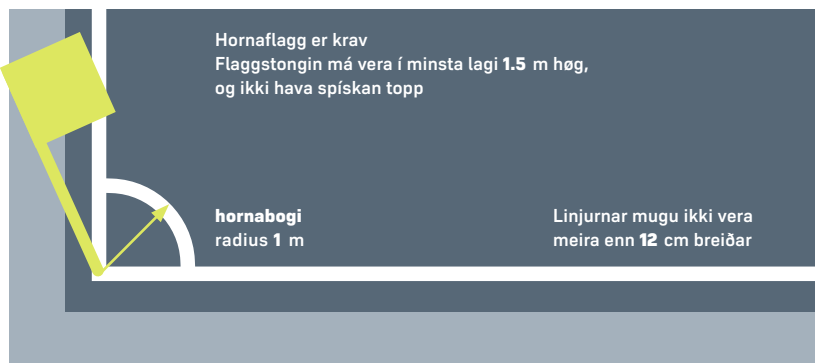 Hornaflagg er krav
Flaggstongin má vera í minsta lagi 1.5 m høg,
og ikki hava spískan topp
hornabogi
radius 1 m
Linjurnar mugu ikki vera
meira enn 12 cm breiðar